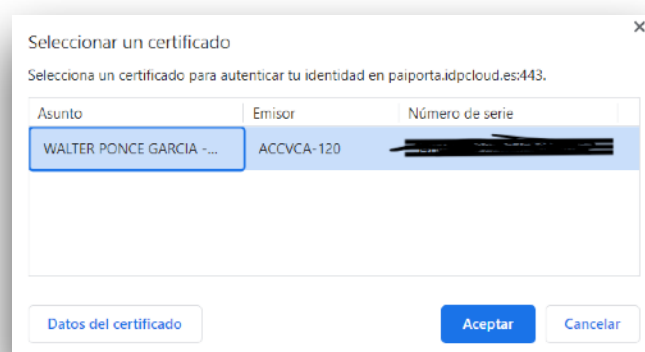 Seleccionar un certificado
Selecciona un certificado para autenticar tu identidad en paiporta.idpcloud.es:443.
Asunto Emisor Número de serie
WALTER PONCE GARCIA -... ACCVCA-120
Datos del certificado Aceptar Cancelar